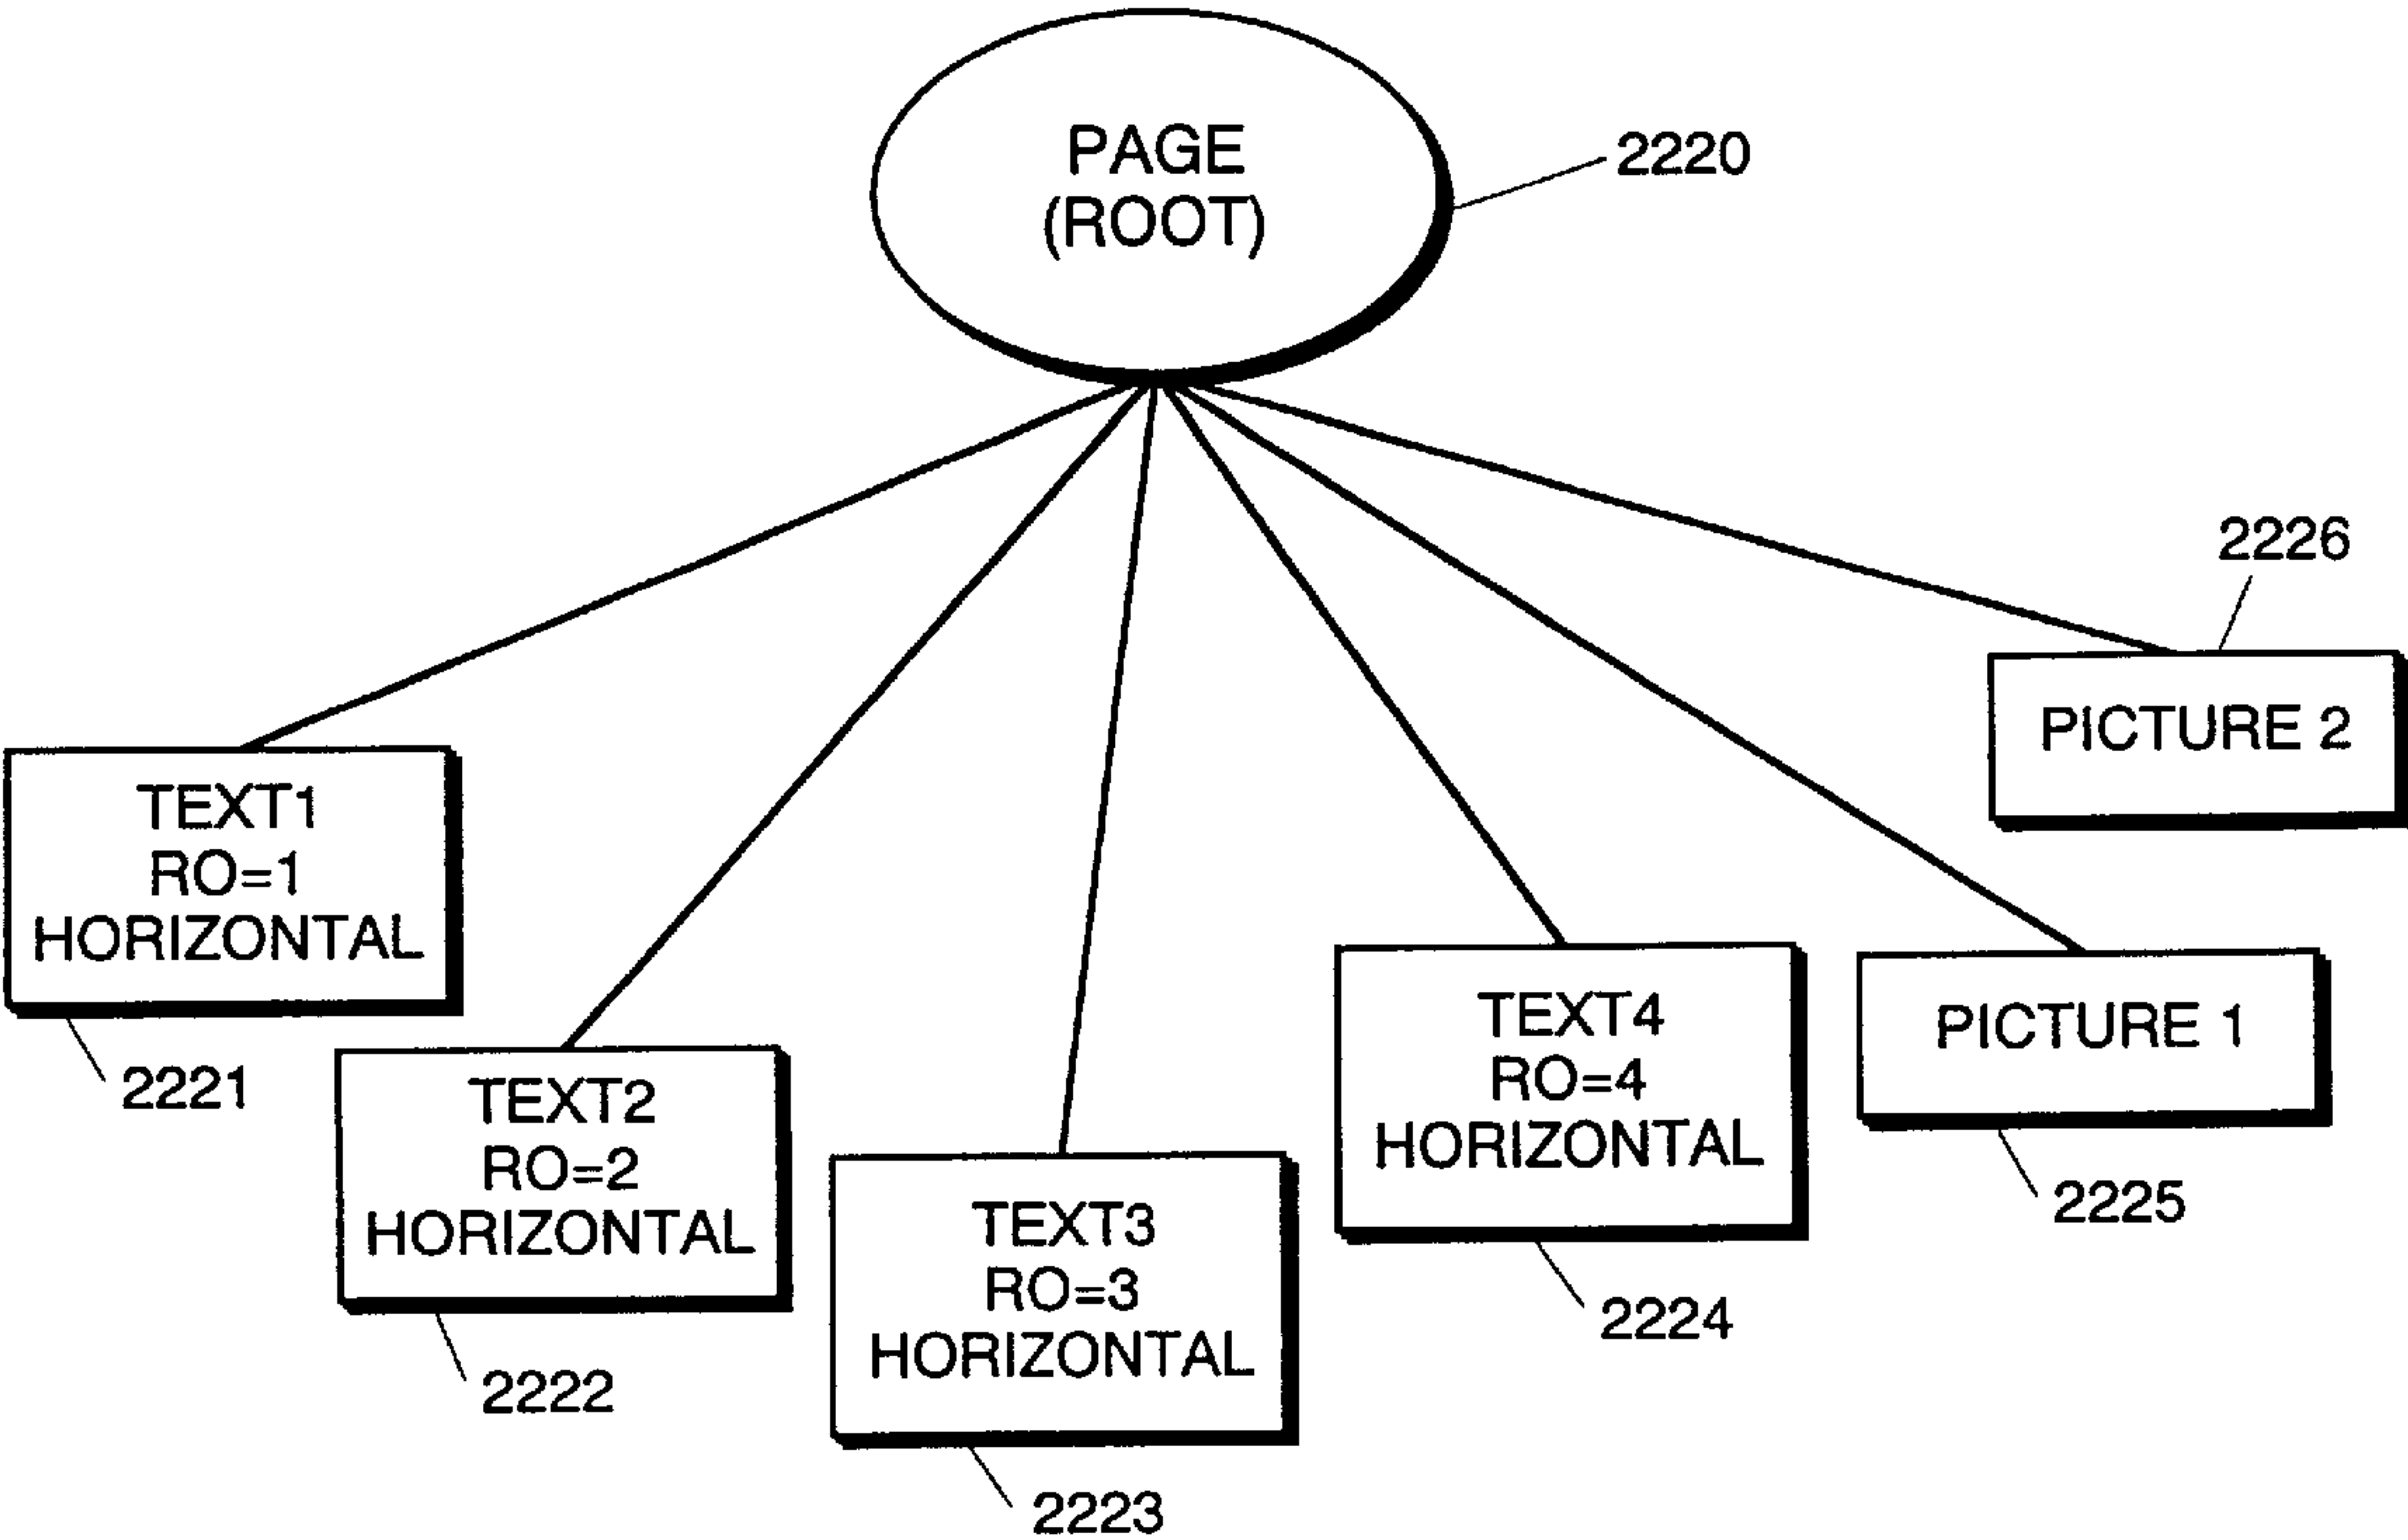 PAGE
(ROOT)
2220
2226
PICTURE 2
TEXT1
RO=1
HORIZONTAL
2221
TEXT2
RO=2
HORIZONTAL
2222
TEXT3
RO=3
HORIZONTAL
2223
TEXT4
RO=4
HORIZONTAL
2224
PICTURE 1
2225